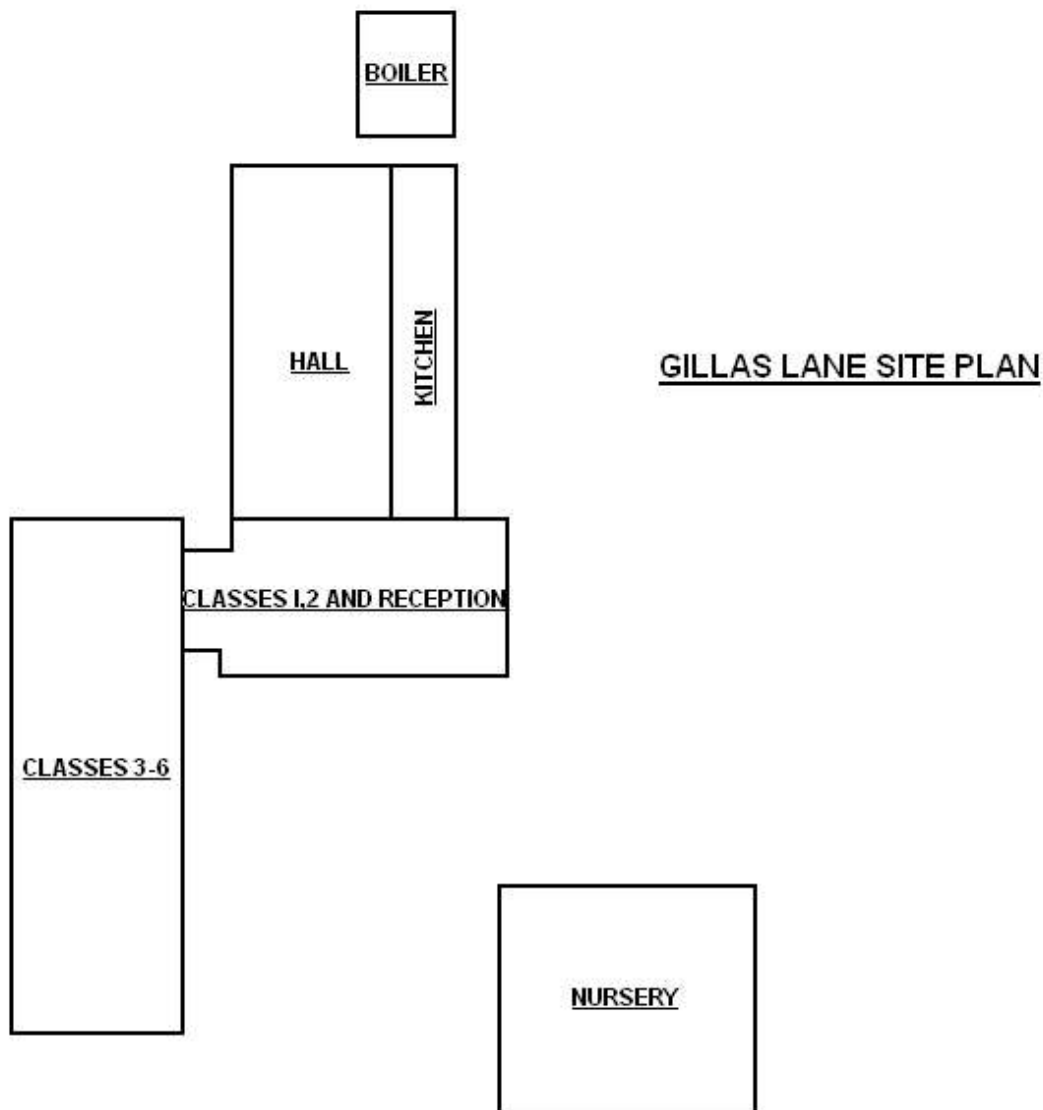 BOILER
HALL
KITCHEN
GILLAS LANE SITE PLAN
CLASSES I,2 AND RECEPTION
CLASSES 3-6
NURSERY